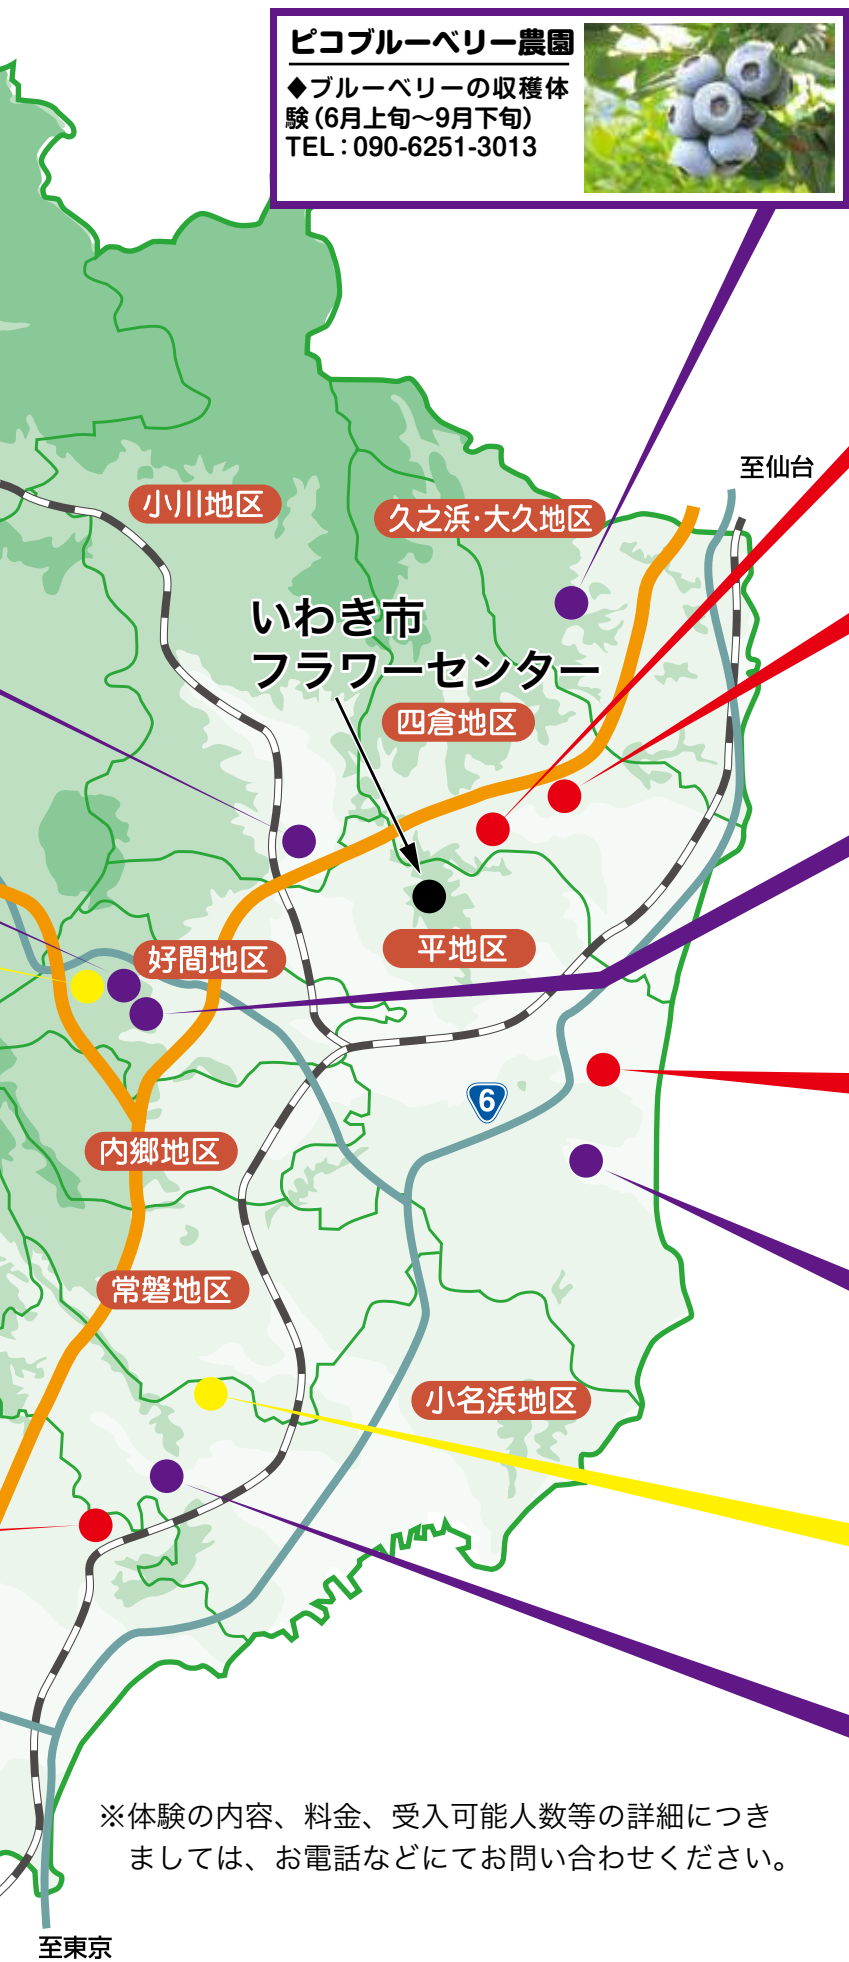 ピコブルーベリー農園
◆ブルーベリーの収穫体
験(6月上旬〜9月下旬)
TEL：090-6251-3013
至仙台
小川地区
久之浜・大久地区
いわき市
フラワーセンター
四倉地区
平地区
好間地区
6
内郷地区
常磐地区
小名浜地区
※体験の内容、料金、受入可能人数等の詳細につき
ましては、お電話などにてお問い合わせください。
至東京